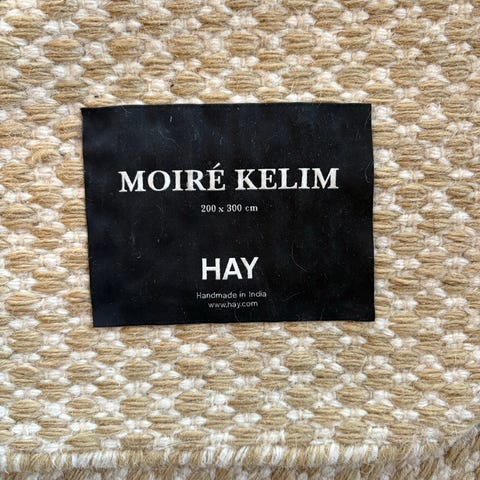 MOIRÉ KELIM
200 x 300 cm
HAY
Handmade in India
www.hay.com